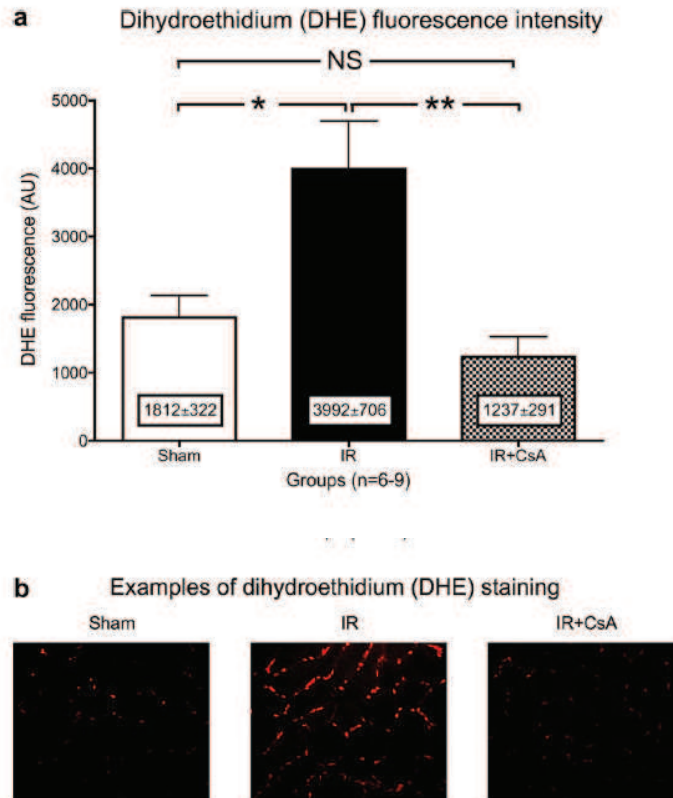 a Dihydroethidium (DHE) fluorescence intensity
NS
* **
5000
4000
3000
2000
1000
0
DHE fluorescence (AU)
1812±322 3992±706 1237±291
Sham IR IR+CsA
Groups (n=6-9)
b Examples of dihydroethidium (DHE) staining
Sham IR IR+CsA